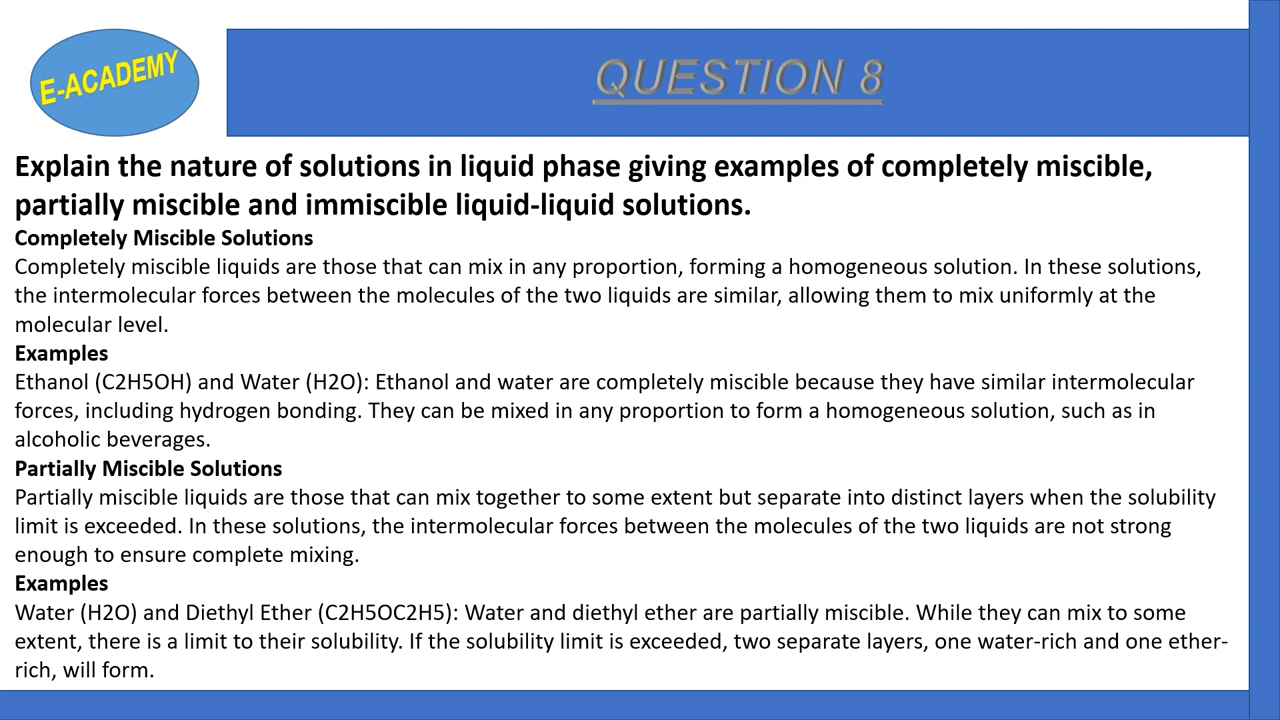 E-ACADEMY
QUESTION 8
Explain the nature of solutions in liquid phase giving examples of completely miscible,
partially miscible and immiscible liquid-liquid solutions.
Completely Miscible Solutions
Completely miscible liquids are those that can mix in any proportion, forming a homogeneous solution. In these solutions,
the intermolecular forces between the molecules of the two liquids are similar, allowing them to mix uniformly at the
molecular level.
Examples
Ethanol (C2H5OH) and Water (H2O): Ethanol and water are completely miscible because they have similar intermolecular
forces, including hydrogen bonding. They can be mixed in any proportion to form a homogeneous solution, such as in
alcoholic beverages.
Partially Miscible Solutions
Partially miscible liquids are those that can mix together to some extent but separate into distinct layers when the solubility
limit is exceeded. In these solutions, the intermolecular forces between the molecules of the two liquids are not strong
enough to ensure complete mixing.
Examples
Water (H2O) and Diethyl Ether (C2H5OC2H5): Water and diethyl ether are partially miscible. While they can mix to some
extent, there is a limit to their solubility. If the solubility limit is exceeded, two separate layers, one water-rich and one ether-
rich, will form.